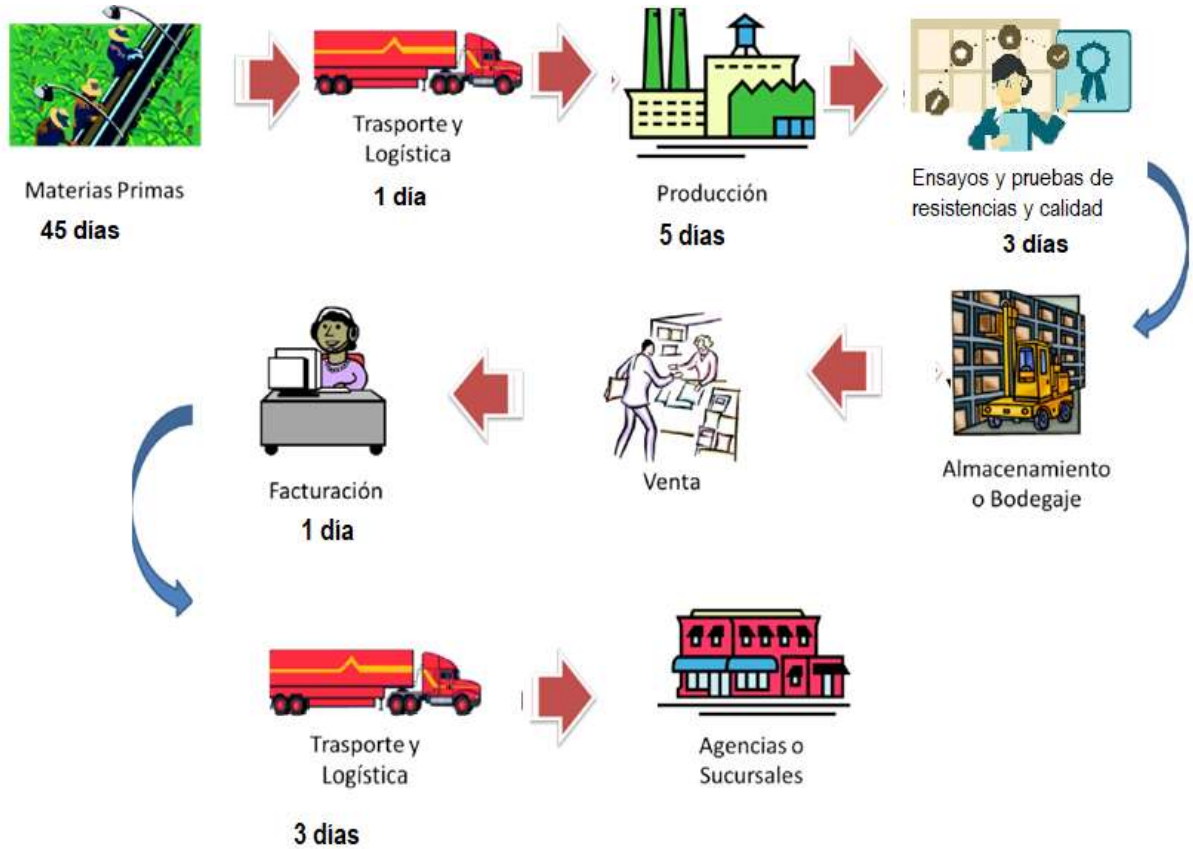 Materias Primas
45 días
Trasporte y
Logística
1 día
Producción
5 días
Ensayos y pruebas de
resistencias y calidad
3 días
Almacenamiento
o Bodegaje
Venta
Facturación
1 día
Trasporte y
Logística
3 días
Agencias o
Sucursales